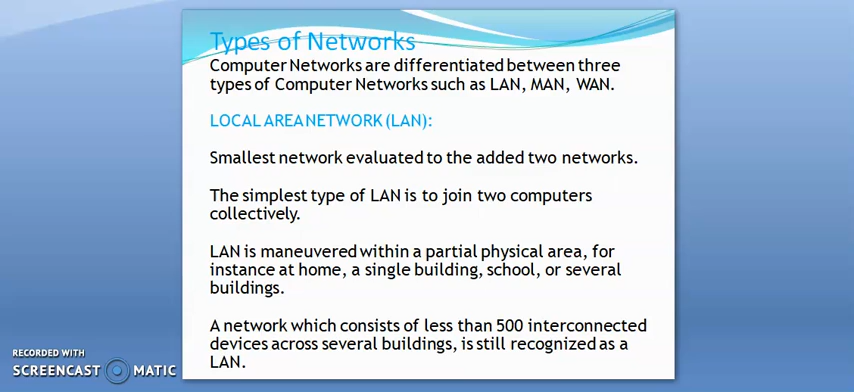 Types of Networks
Computer Networks are differentiated between three
types of Computer Networks such as LAN, MAN, WAN.
LOCAL AREA NETWORK (LAN):
Smallest network evaluated to the added two networks.
The simplest type of LAN is to join two computers
collectively.
LAN is maneuvered within a partial physical area, for
instance at home, a single building, school, or several
buildings.
A network which consists of less than 500 interconnected
devices across several buildings, is still recognized as a
LAN.
RECORDED WITH
SCREENCAST MATIC